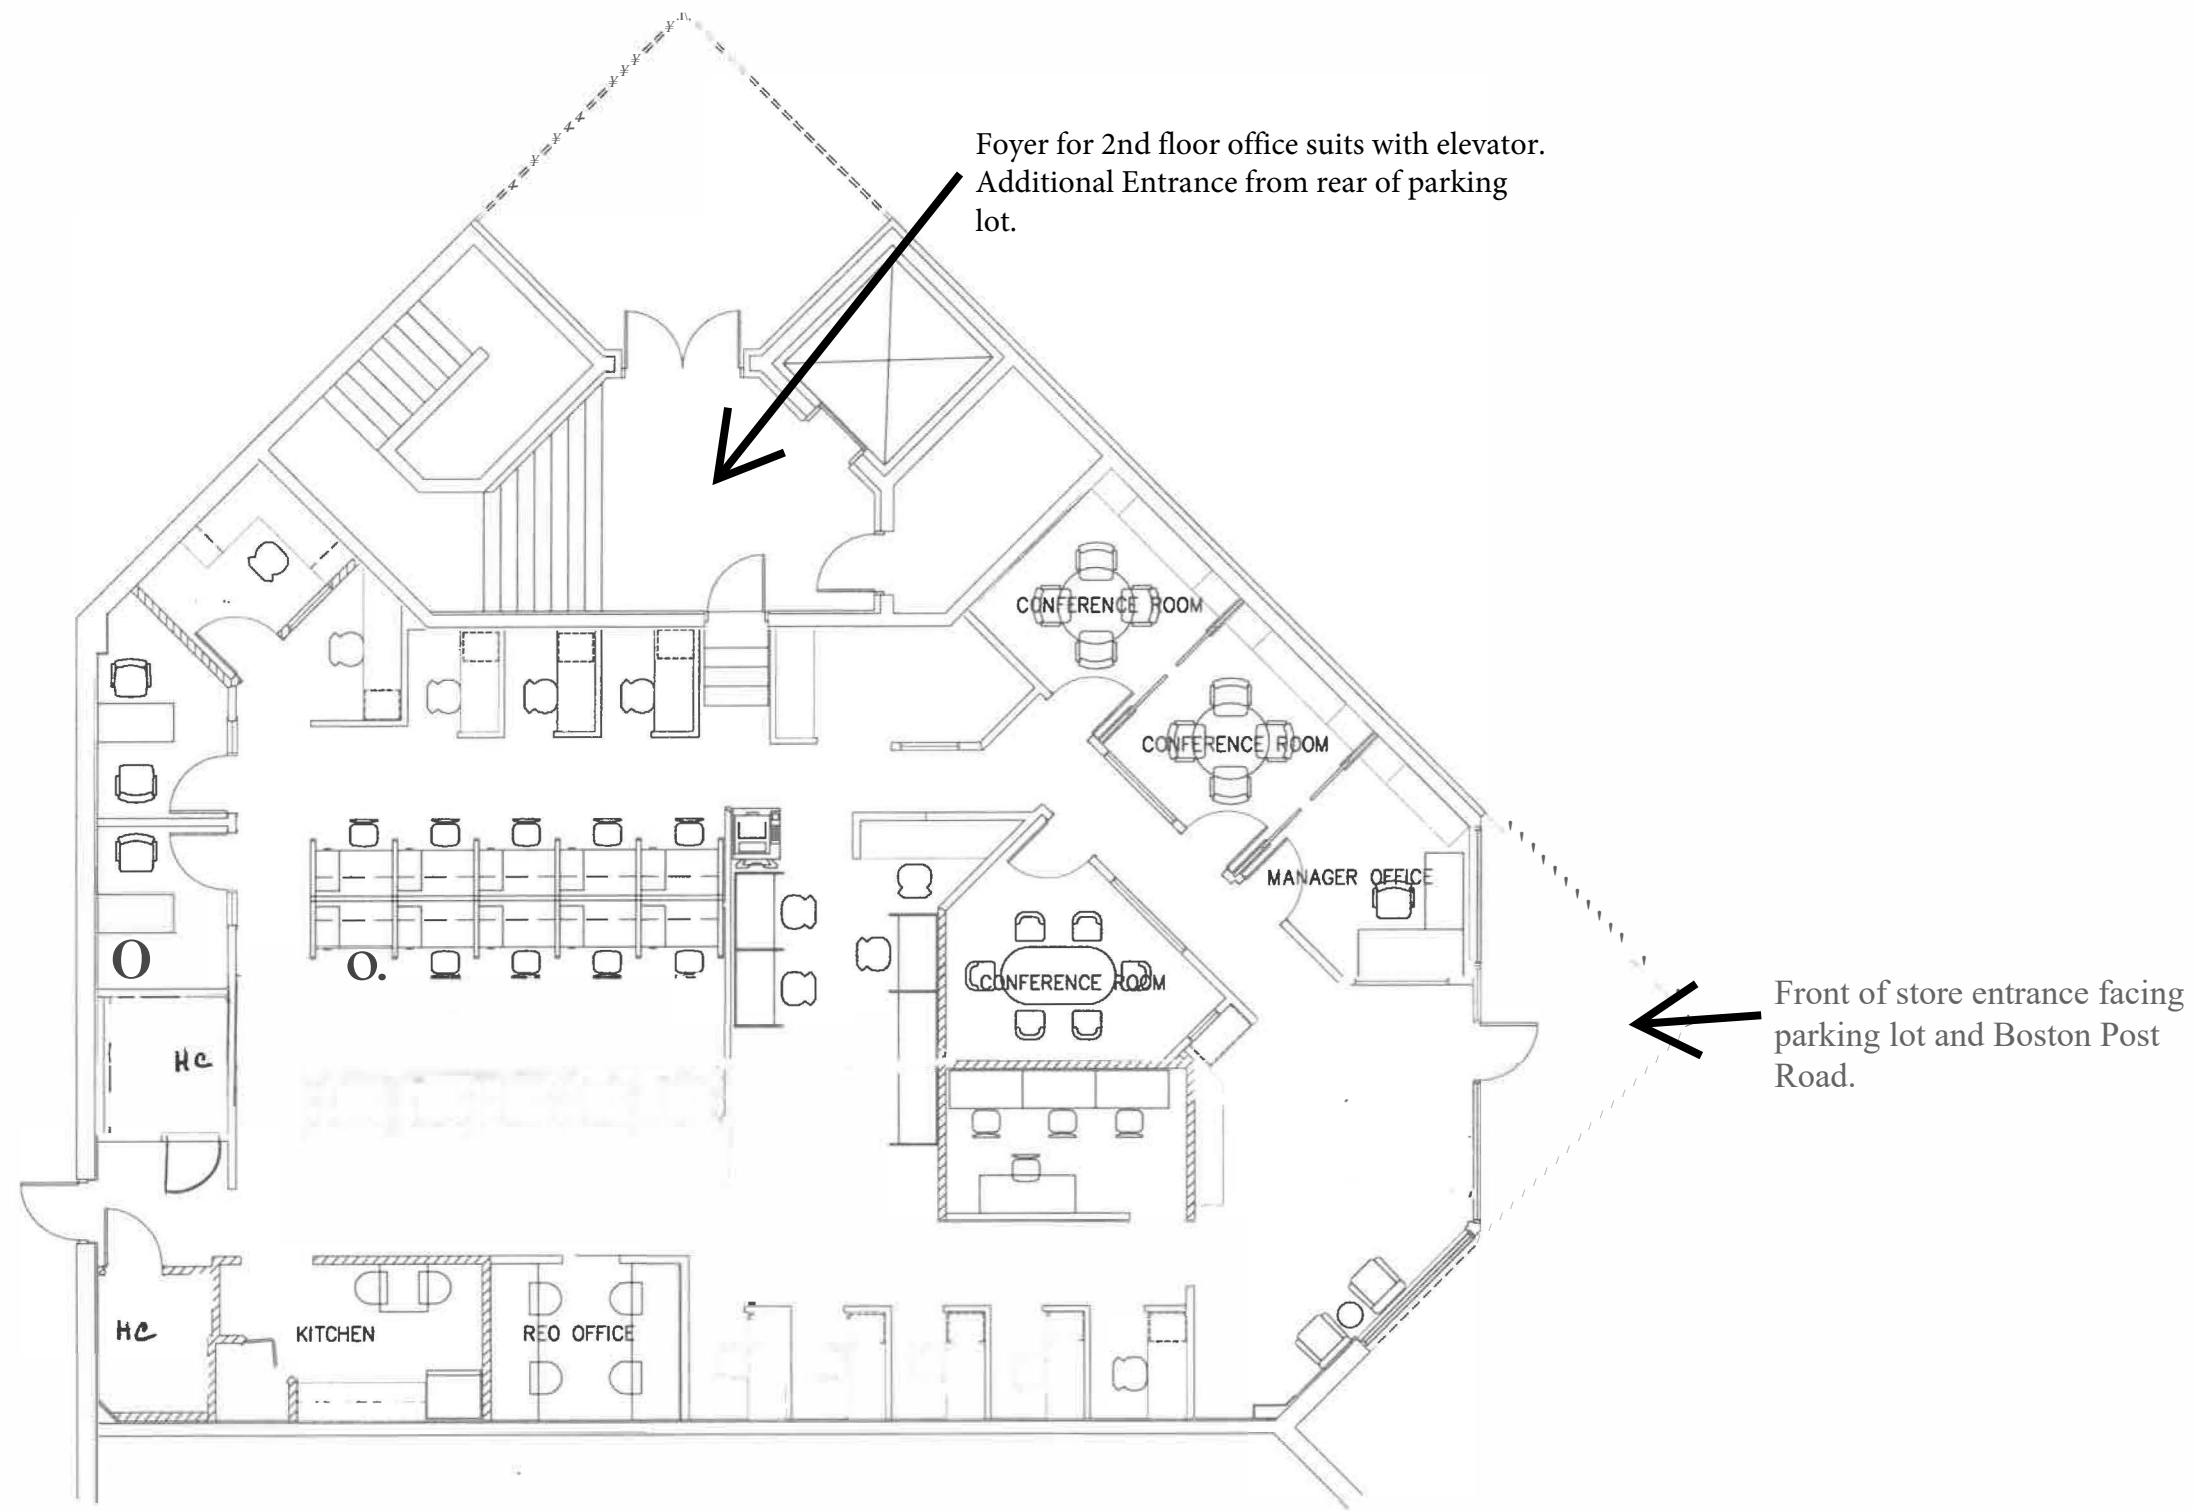 Foyer for 2nd floor office suits with elevator.
Additional Entrance from rear of parking
lot.
CONFERENCE ROOM
CONFERENCE ROOM
MANAGER OFFICE
CONFERENCE ROOM
Front of store entrance facing
parking lot and Boston Post
Road.
O
O.
HC
HC
KITCHEN
REO OFFICE